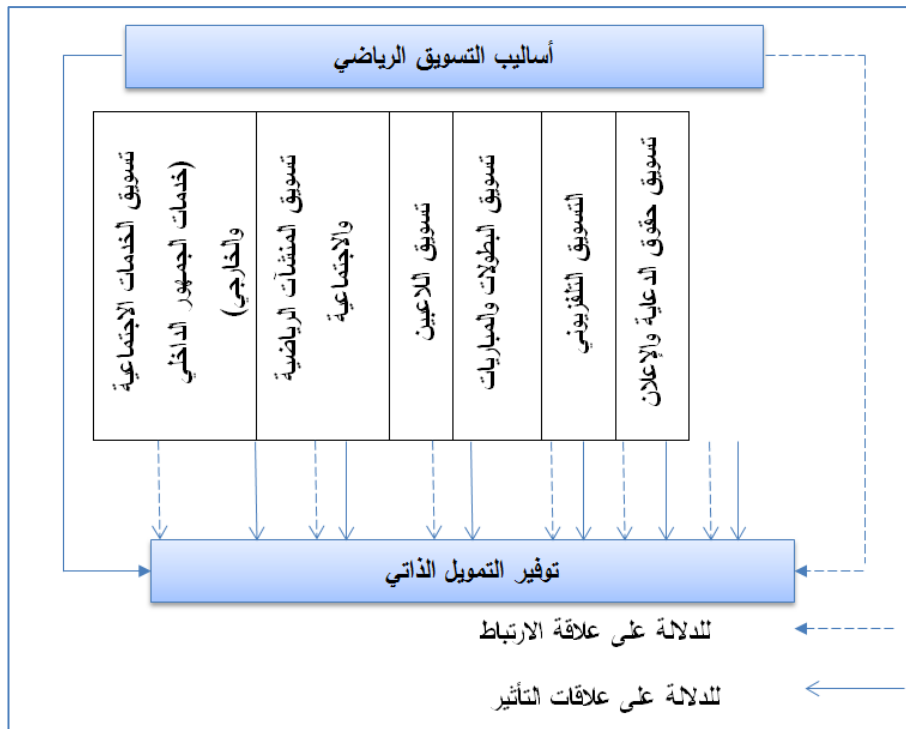 أساليب التسويق الرياضي
تسويق حقوق الدعاية والإعلان
التسويق التلفزيوني
تسويق البطولات والمباريات
تسويق اللاعبين
تسويق المنشآت الرياضية
والاجتماعية
تسويق الخدمات الاجتماعية
(خدمات الجمهور الداخلي
والخارجي)
توفير التمويل الذاتي
للدلالة على علاقة الارتباط
للدلالة على علاقات التأثير